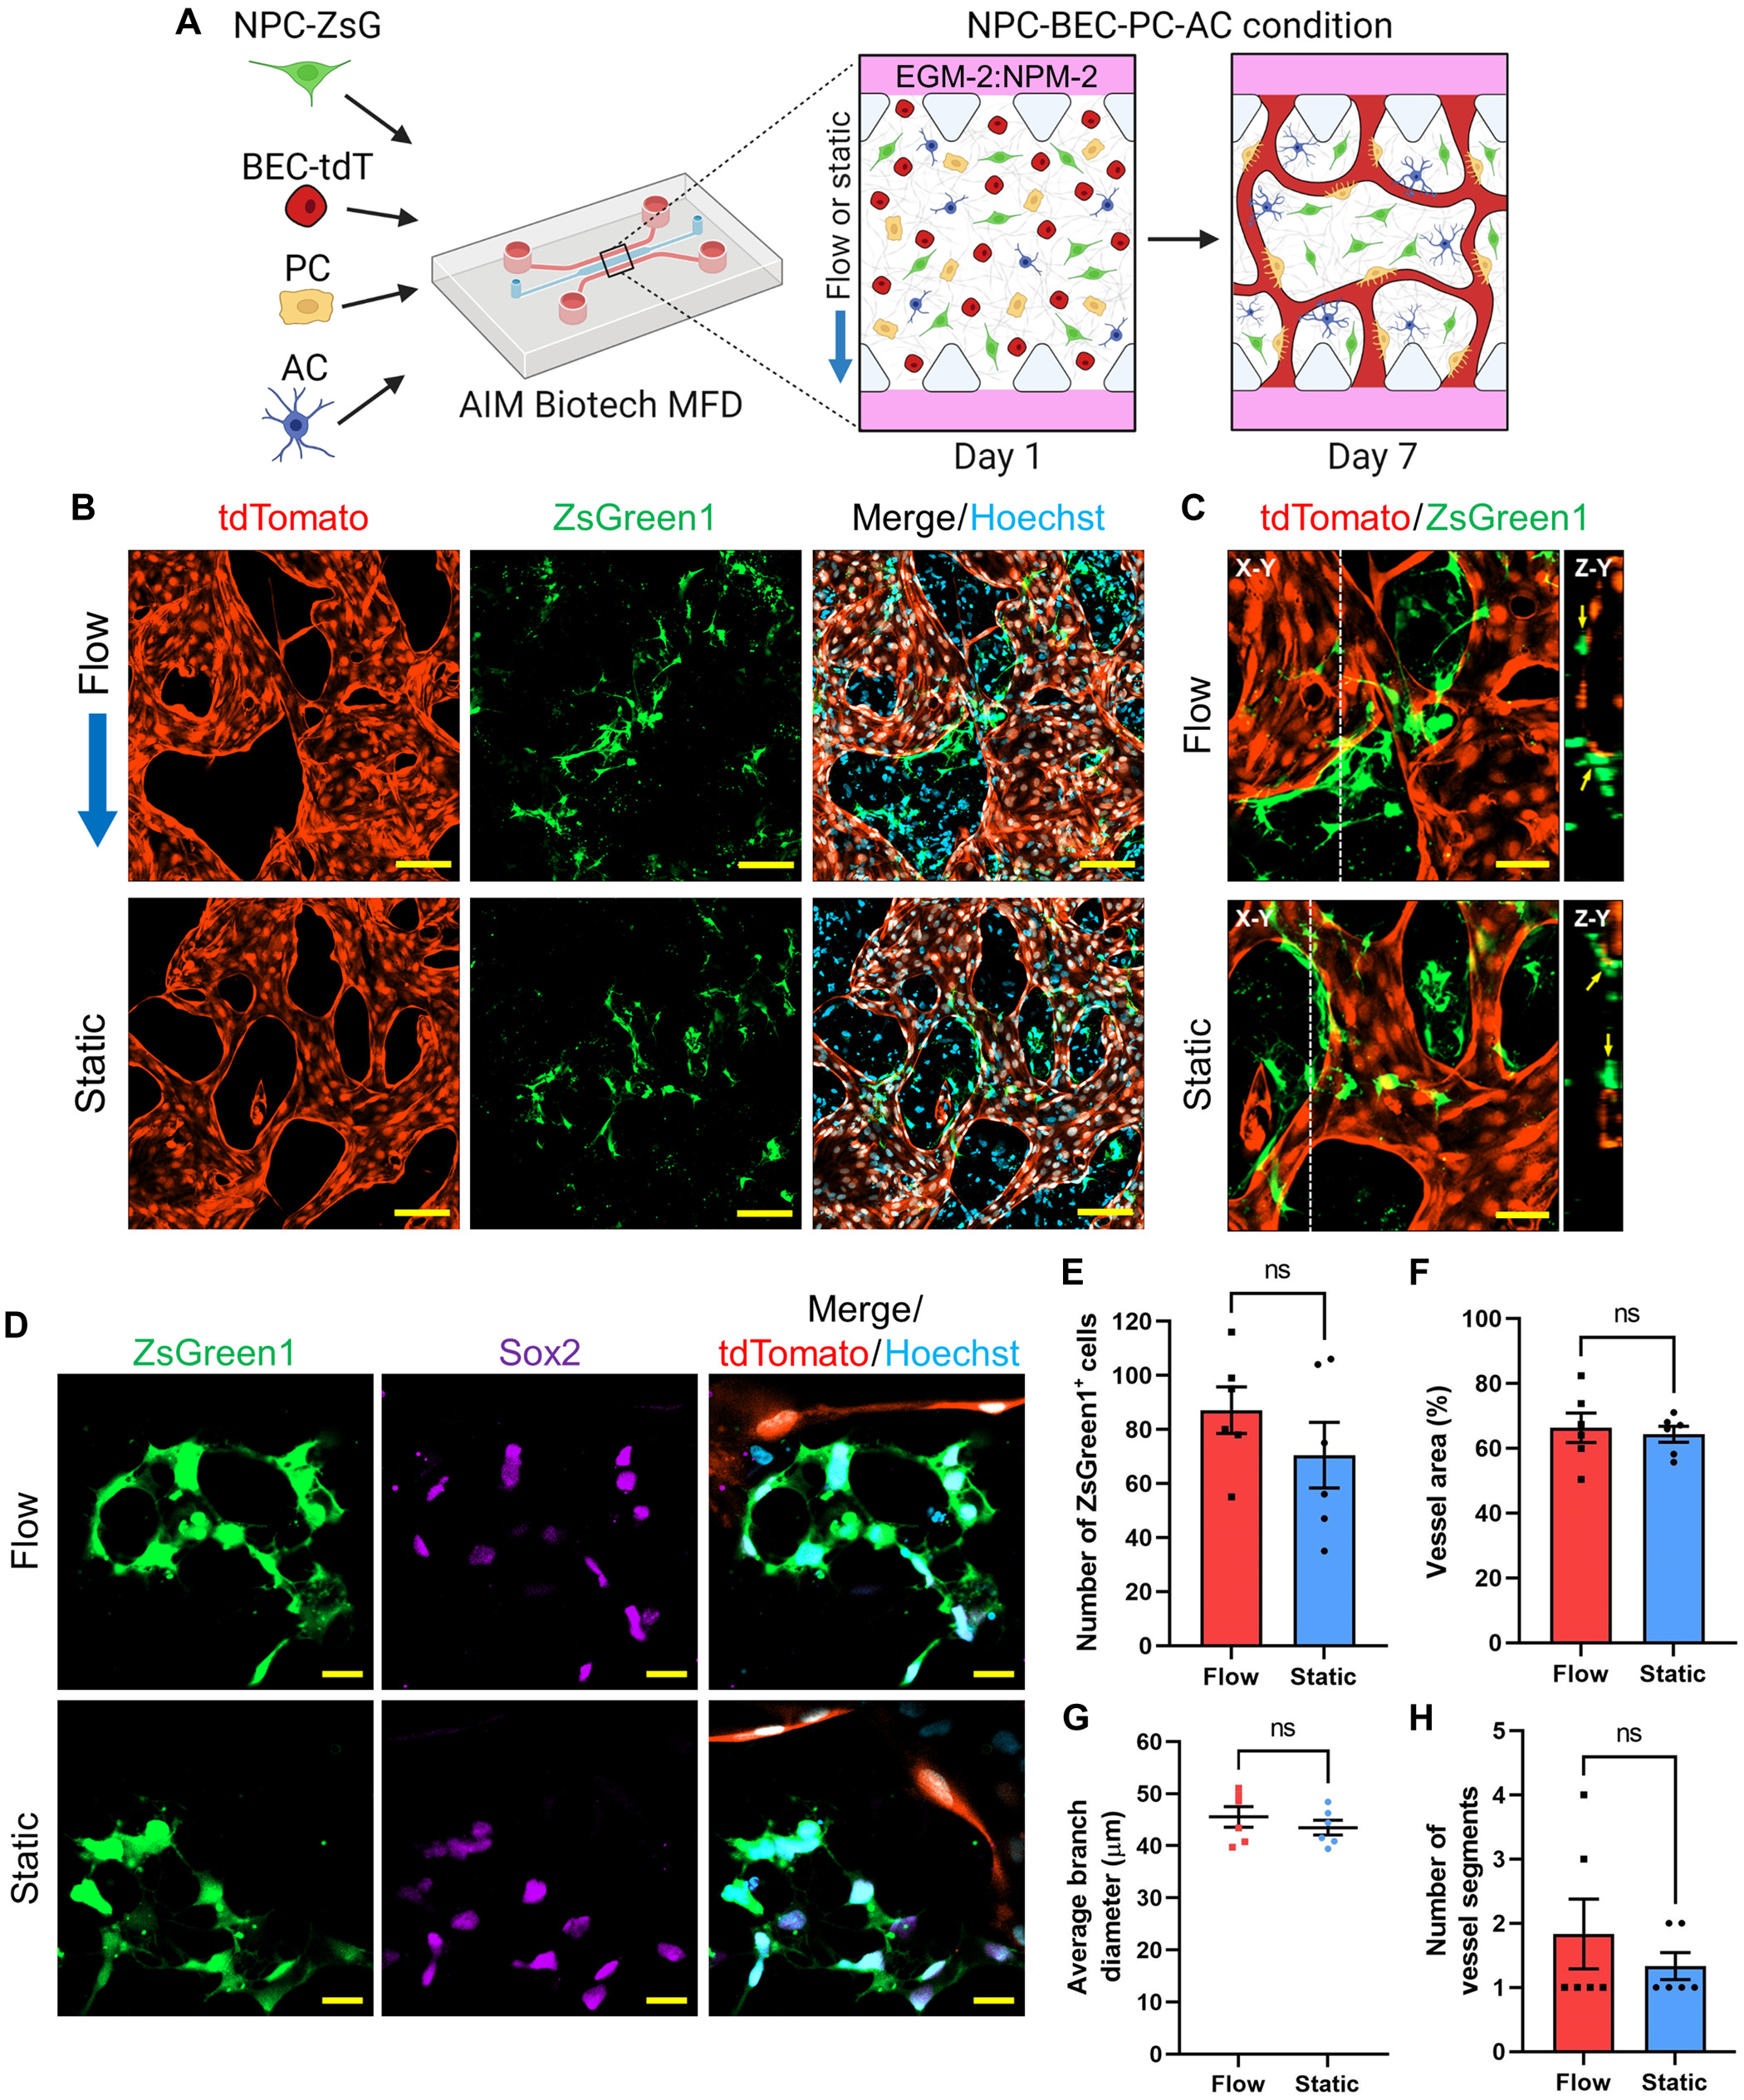 A
NPC-ZsG
BEC-tdT
PC
AC
AIM Biotech MFD
NPC-BEC-PC-AC condition
EGM-2:NPM-2
Flow or static
Day 1
Day 7
B
tdTomato
ZsGreen1
Merge/Hoechst
Flow
Static
C
tdTomato/ZsGreen1
X-Y
Z-Y
Flow
X-Y
Z-Y
Static
D
ZsGreen1
Sox2
Merge/
tdTomato/Hoechst
Flow
Static
E
ns
Number of ZsGreen1+ cells
120
100
80
60
40
20
0
Flow
Static
F
ns
Vessel area (%)
100
80
60
40
20
0
Flow
Static
G
ns
Average branch
diameter (μm)
60
50
40
30
20
10
0
Flow
Static
H
ns
Number of
vessel segments
5
4
3
2
1
0
Flow
Static